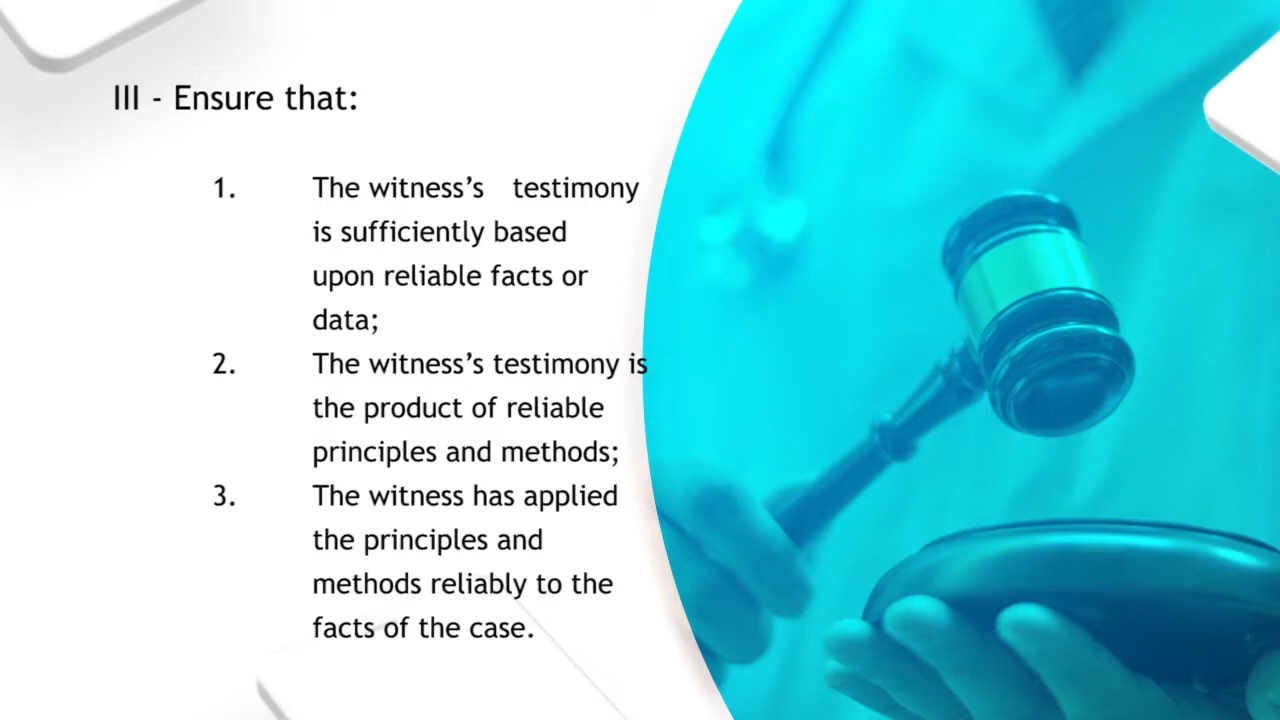 III - Ensure that:
1. The witness’s testimony
is sufficiently based
upon reliable facts or
data;
2. The witness’s testimony is
the product of reliable
principles and methods;
3. The witness has applied
the principles and
methods reliably to the
facts of the case.